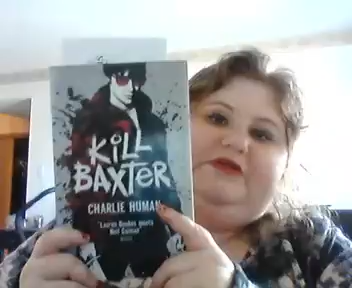 KILL
BAXTER
CHARLIE HUMAN
'Lauren Beukes meets
Neil Gaiman'